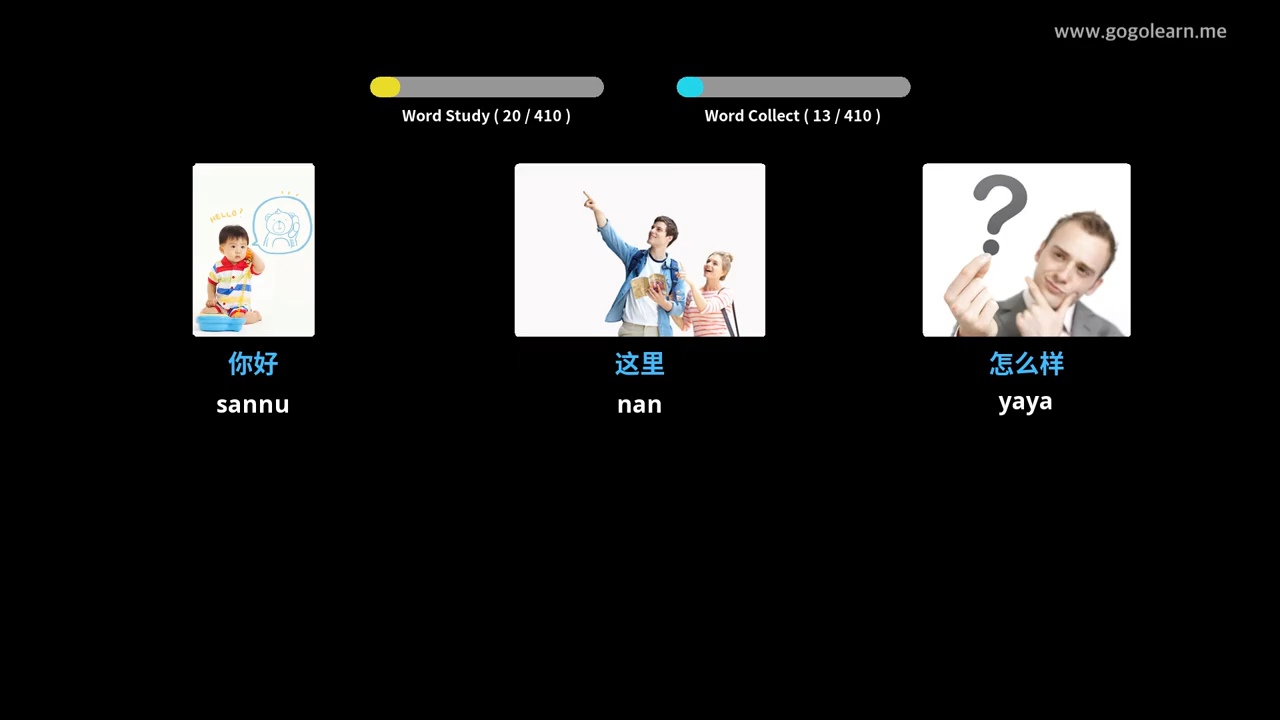 www.gogolearn.me
Word Study ( 20 / 410 )
Word Collect ( 13 / 410 )
HELLO?
你好
这里
怎么样
sannu
nan
yaya